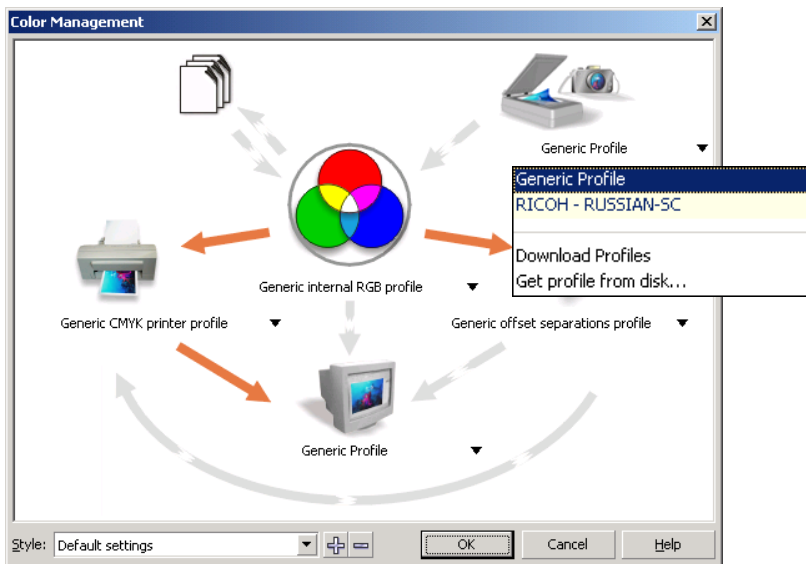 Color Management
Generic Profile
Generic Profile
RICOH - RUSSIAN-SC
Download Profiles
Get profile from disk...
Generic internal RGB profile
Generic CMYK printer profile
Generic offset separations profile
Generic Profile
Style: Default settings
OK
Cancel
Help